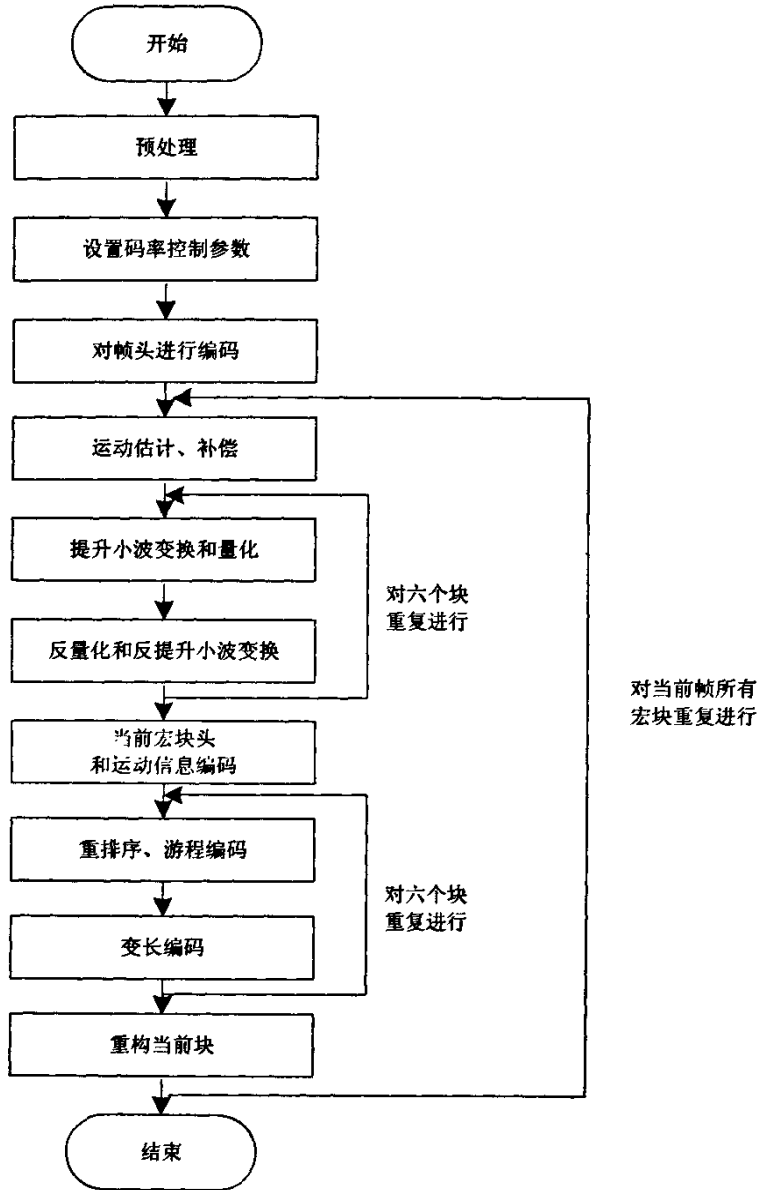 开始
预处理
设置码率控制参数
对帧头进行编码
运动估计、补偿
提升小波变换和量化
对六个块
重复进行
反量化和反提升小波变换
对当前帧所有
宏块重复进行
当前宏块头
和运动信息编码
重排序、游程编码
对六个块
重复进行
变长编码
重构当前块
结束